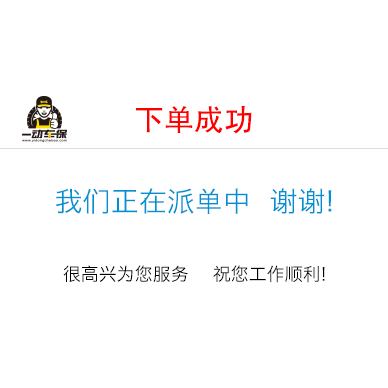 下单成功
一动车保
www.yidongchebao.com
我们正在派单中 谢谢!
很高兴为您服务 祝您工作顺利!